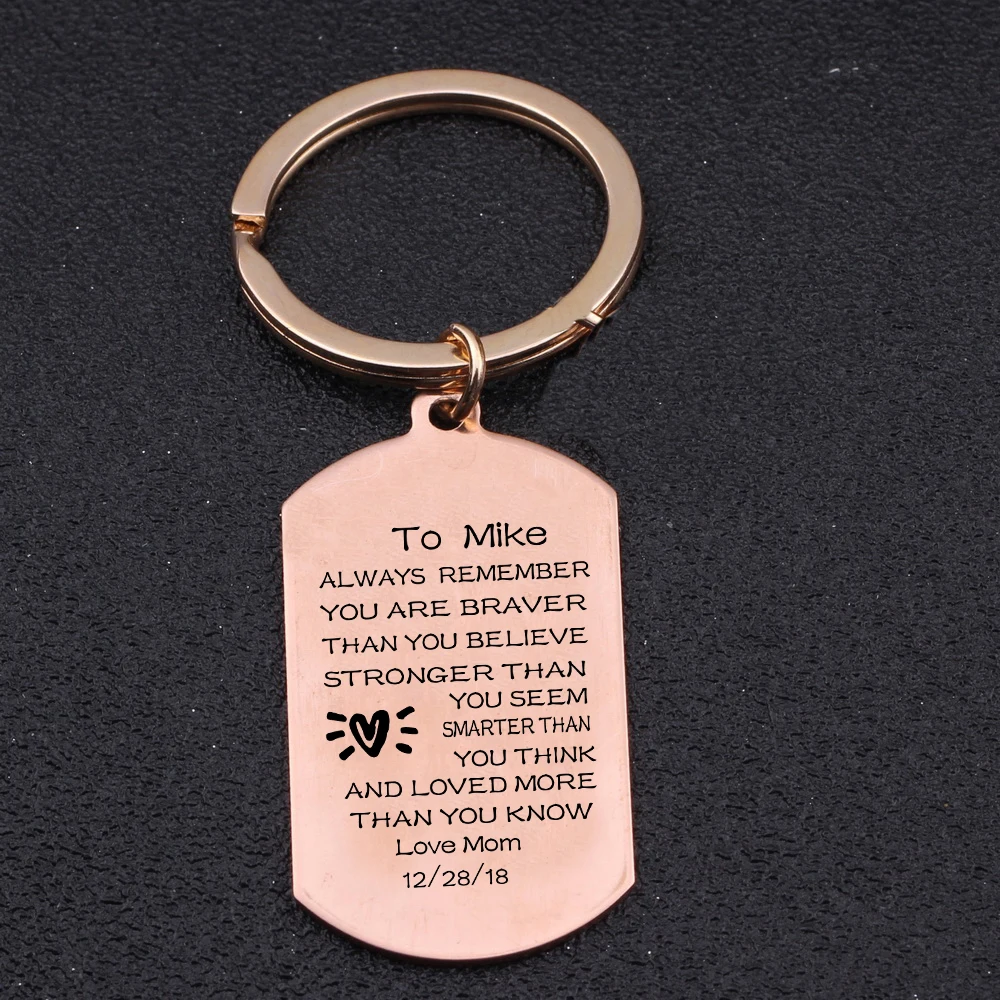 To Mike
ALWAYS REMEMBER
YOU ARE BRAVER
THAN YOU BELIEVE
STRONGER THAN
YOU SEEM
SMARTER THAN
YOU THINK
AND LOVED MORE
THAN YOU KNOW
Love Mom
12/28/18